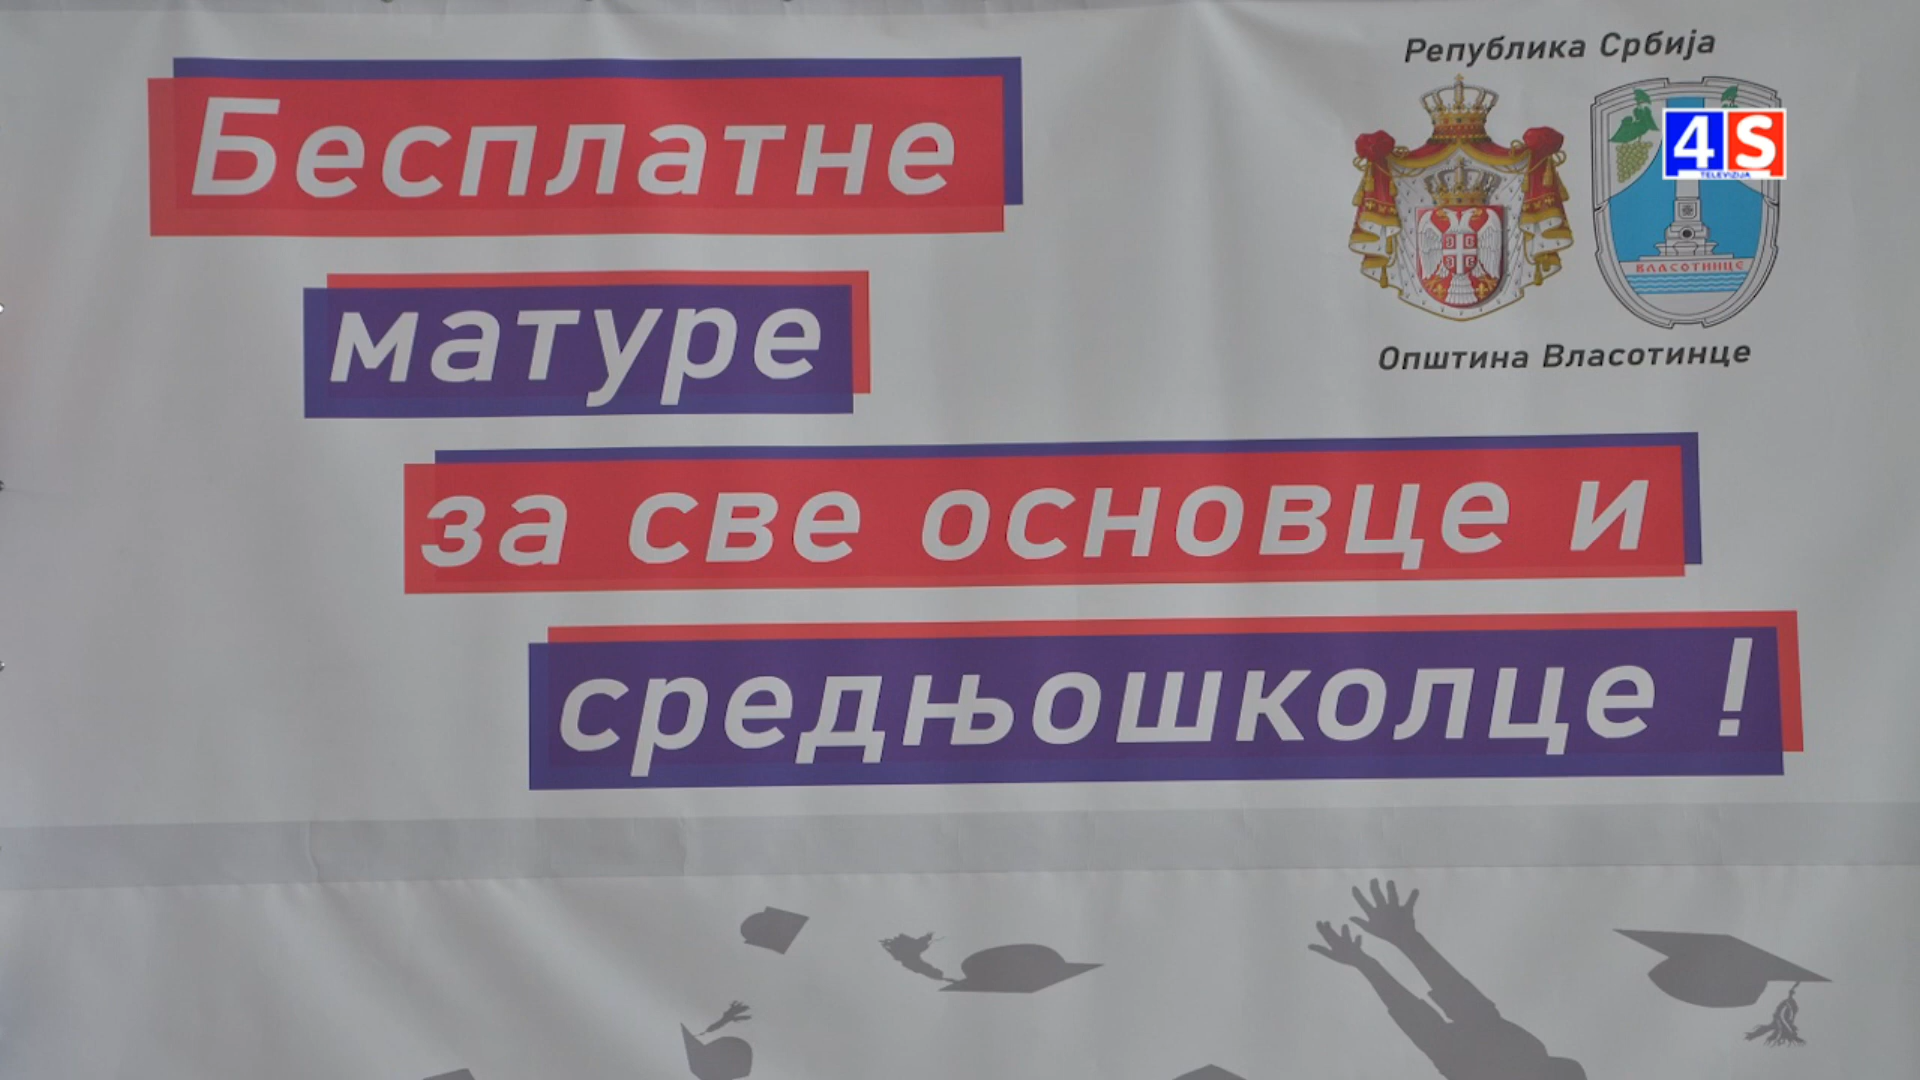 Бесплатне
матуре
за све основце и
средњошколце !
Република Србија
4S
TELEVIZIJA
ВЛАСОТИНЦЕ
Општина Власотинце